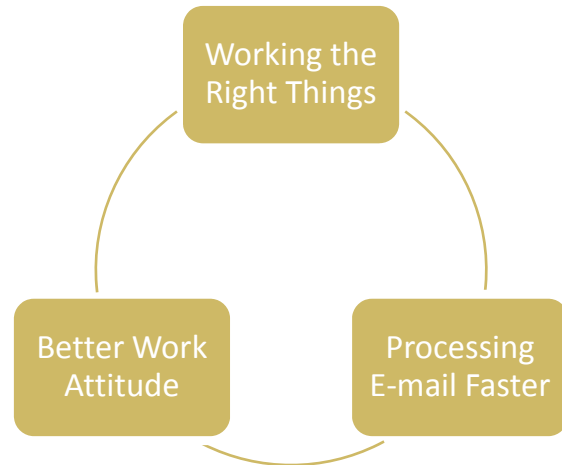 Working the
Right Things
Better Work
Attitude
Processing
E-mail Faster